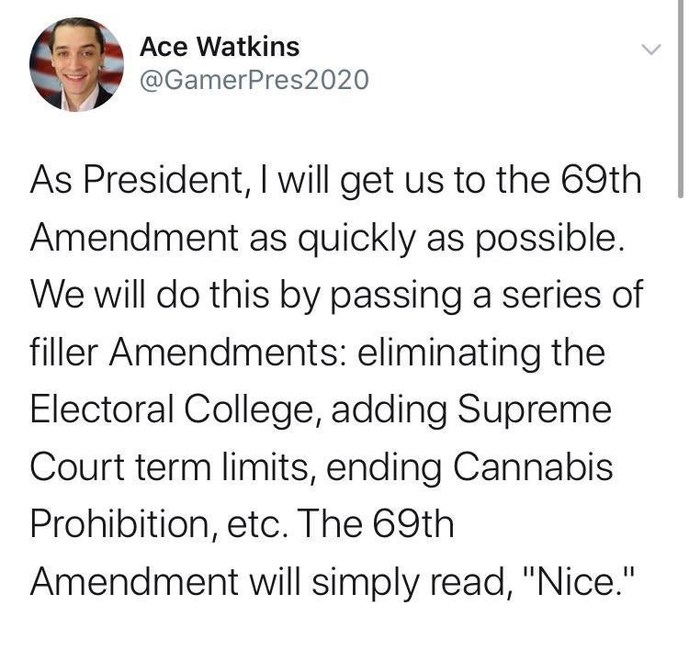 Ace Watkins
@GamerPres2020
As President, I will get us to the 69th
Amendment as quickly as possible.
We will do this by passing a series of
filler Amendments: eliminating the
Electoral College, adding Supreme
Court term limits, ending Cannabis
Prohibition, etc. The 69th
Amendment will simply read, "Nice."